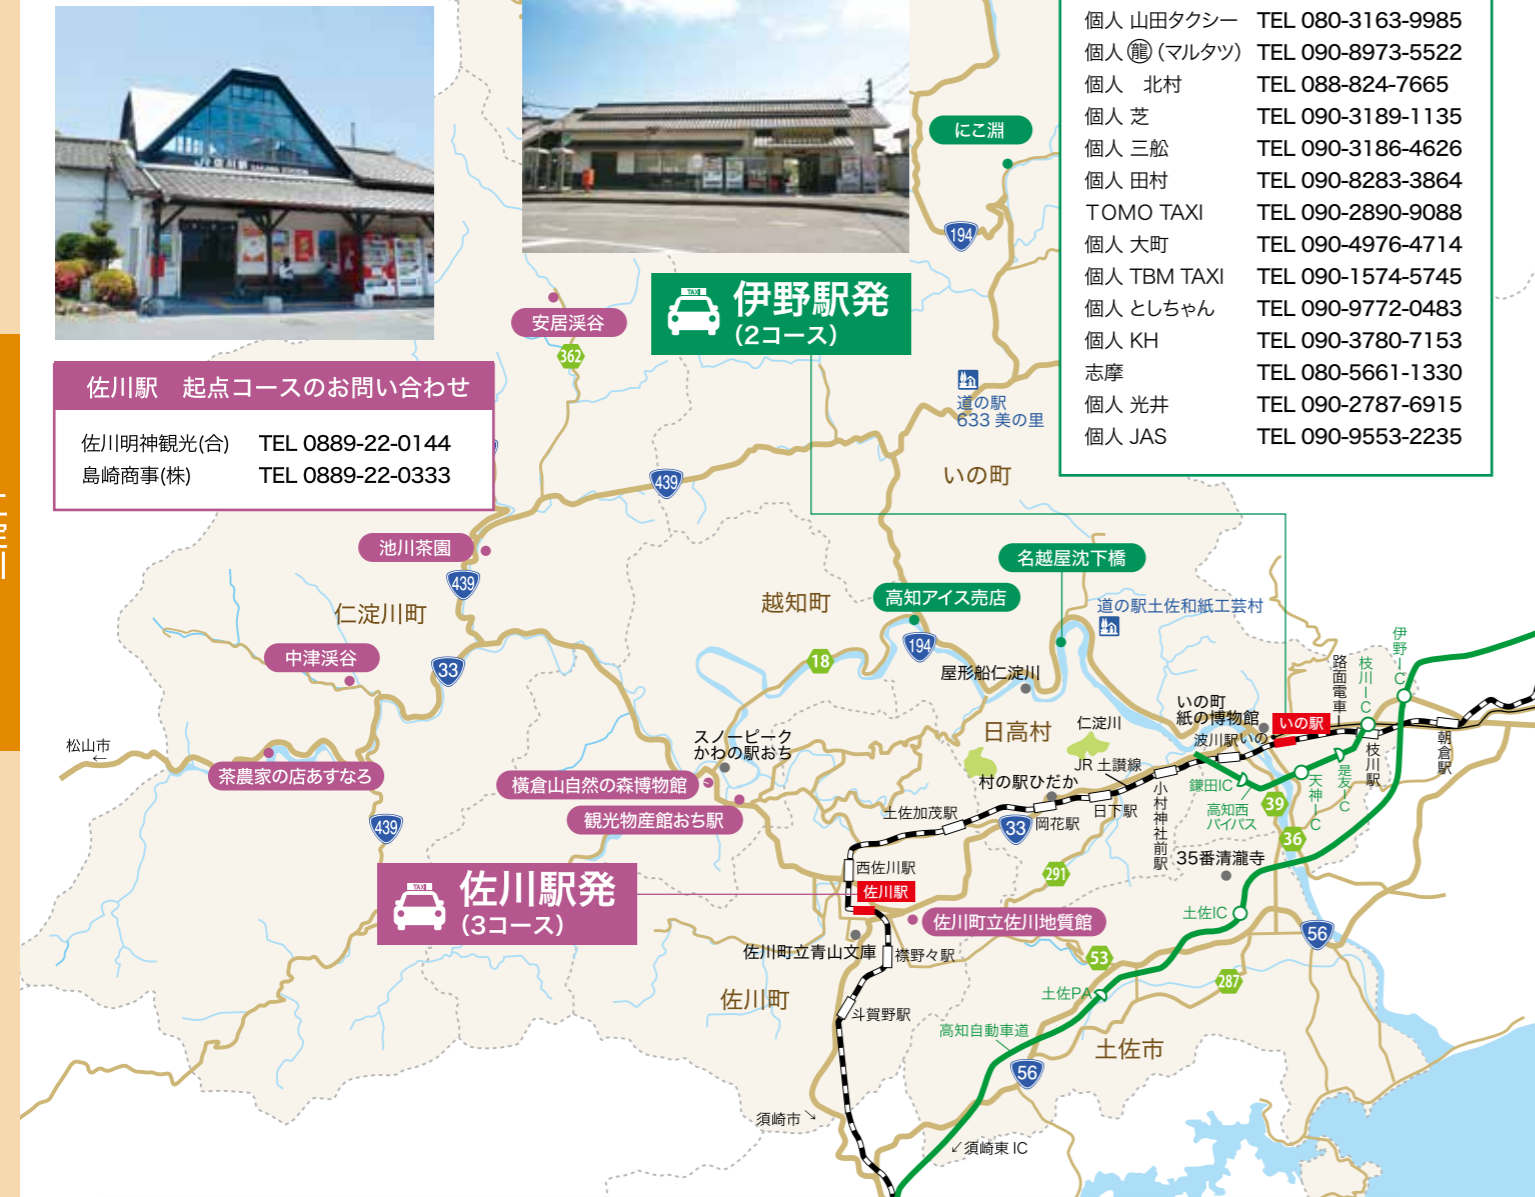 個人 山田タクシー TEL 080-3163-9985
個人 ㊥龍 (マルタツ) TEL 090-8973-5522
個人 北村 TEL 088-824-7665
個人 芝 TEL 090-3189-1135
個人 三舩 TEL 090-3186-4626
個人 田村 TEL 090-8283-3864
TOMO TAXI TEL 090-2890-9088
個人 大町 TEL 090-4976-4714
個人 TBM TAXI TEL 090-1574-5745
個人 としちゃん TEL 090-9772-0483
個人 KH TEL 090-3780-7153
志摩 TEL 080-5661-1330
個人 光井 TEL 090-2787-6915
個人 JAS TEL 090-9553-2235
にこ淵
194
TAXI
伊野駅発
(2コース)
安居渓谷
362
佐川駅 起点コースのお問い合わせ
佐川明神観光(合) TEL 0889-22-0144
島崎商事(株) TEL 0889-22-0333
道の駅
633 美の里
いの町
439
池川茶園
439
仁淀川町
越知町
高知アイス売店
名越屋沈下橋
道の駅土佐和紙工芸村
中津渓谷
33
18
194
屋形船仁淀川
日高村
仁淀川
いの町
紙の博物館
いの駅
波川駅
いの
路面電車
枝川IC
伊野IC
枝川駅
朝倉駅
松山市
←
茶農家の店あすなろ
スノーピーク
かわの駅おち
横倉山自然の森博物館
観光物産館おち駅
村の駅ひだか
JR 土讃線
小村神社前駅
鎌田IC
高知西
バイパス
天神IC
是友IC
39
36
439
土佐加茂駅
33
岡花駅
日下駅
35番清瀧寺
291
西佐川駅
佐川駅
TAXI
佐川駅発
(3コース)
佐川町立佐川地質館
土佐IC
56
佐川町立青山文庫
襟野々駅
53
287
土佐PA
佐川町
斗賀野駅
高知自動車道
土佐市
56
須崎市↘
↙須崎東 IC